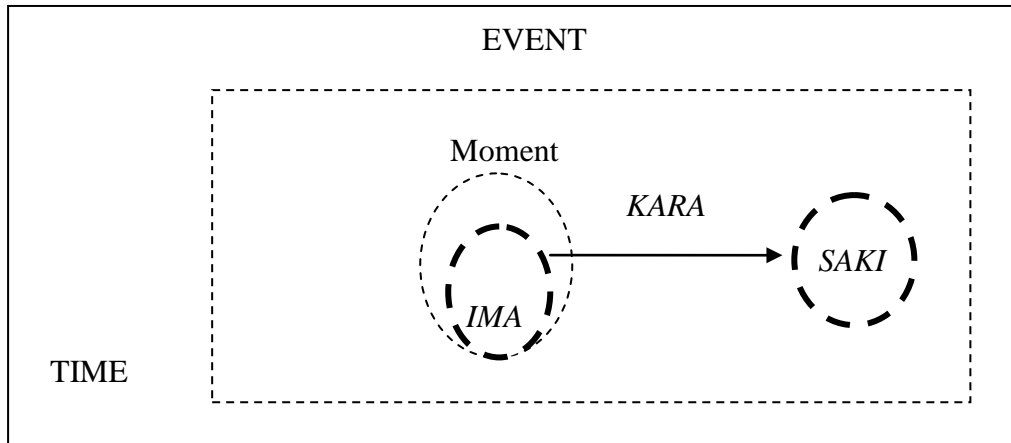 EVENT
Moment
KARA
SAKI
IMA
TIME